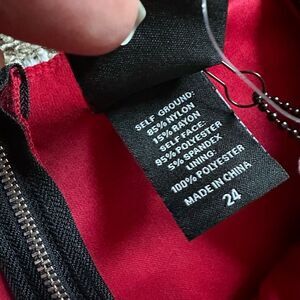 SELF GROUND:
85% NYLON
15% RAYON
SELF FACE:
95% POLYESTER
5% SPANDEX
LINING:
100% POLYESTER
MADE IN CHINA
24